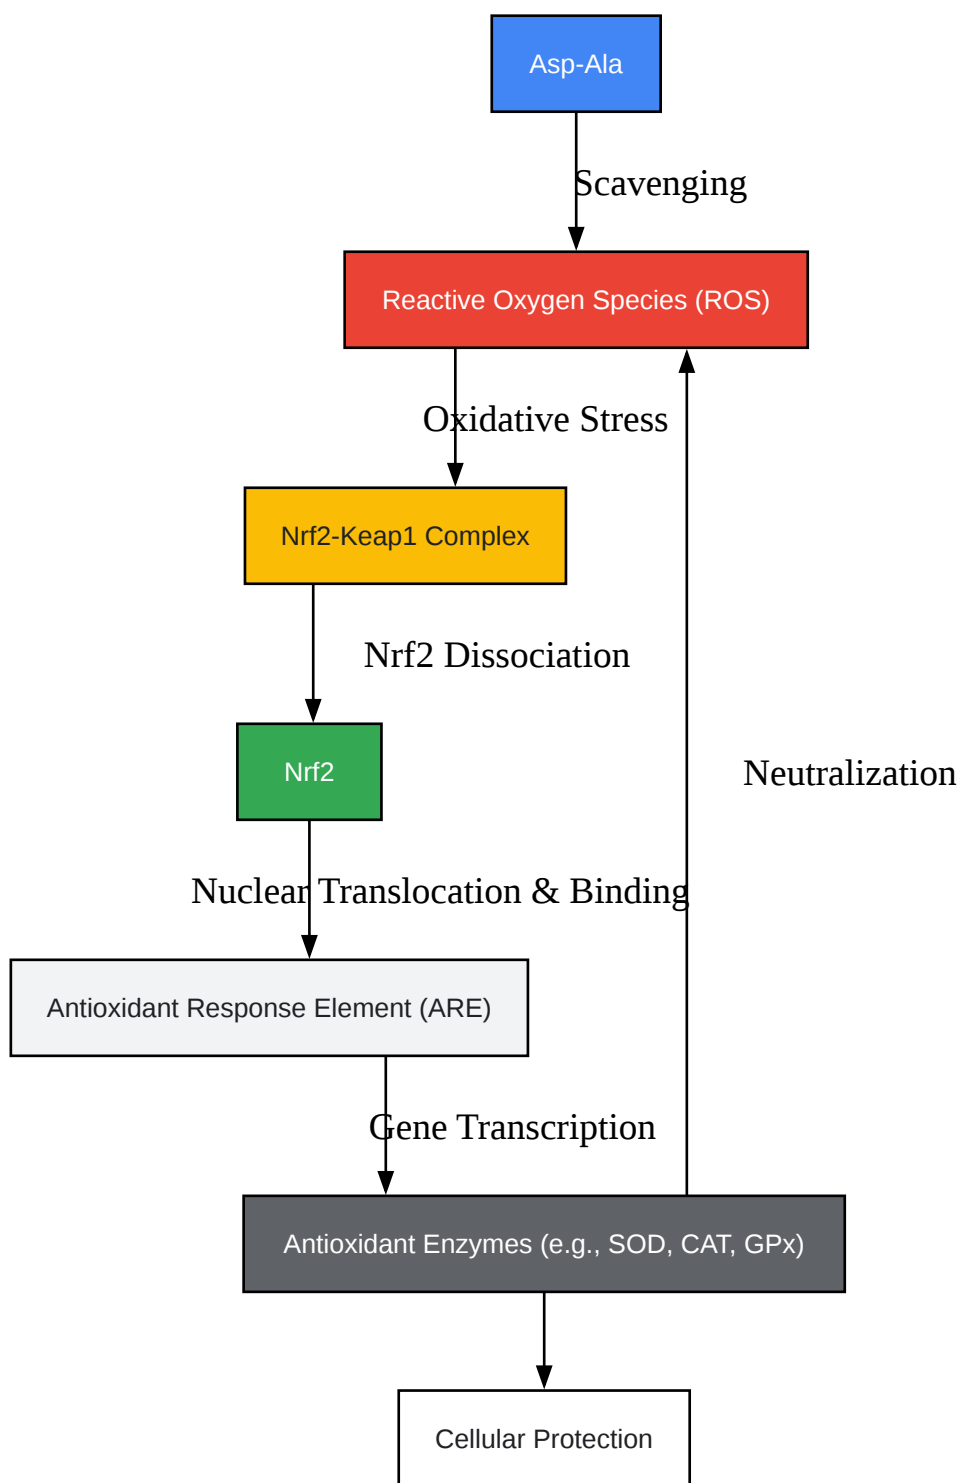 Asp-Ala
Scavenging
Reactive Oxygen Species (ROS)
Oxidative Stress
Nrf2-Keap1 Complex
Nrf2 Dissociation
Nrf2
Neutralization
Nuclear Translocation & Binding
Antioxidant Response Element (ARE)
Gene Transcription
Antioxidant Enzymes (e.g., SOD, CAT, GPx)
Cellular Protection